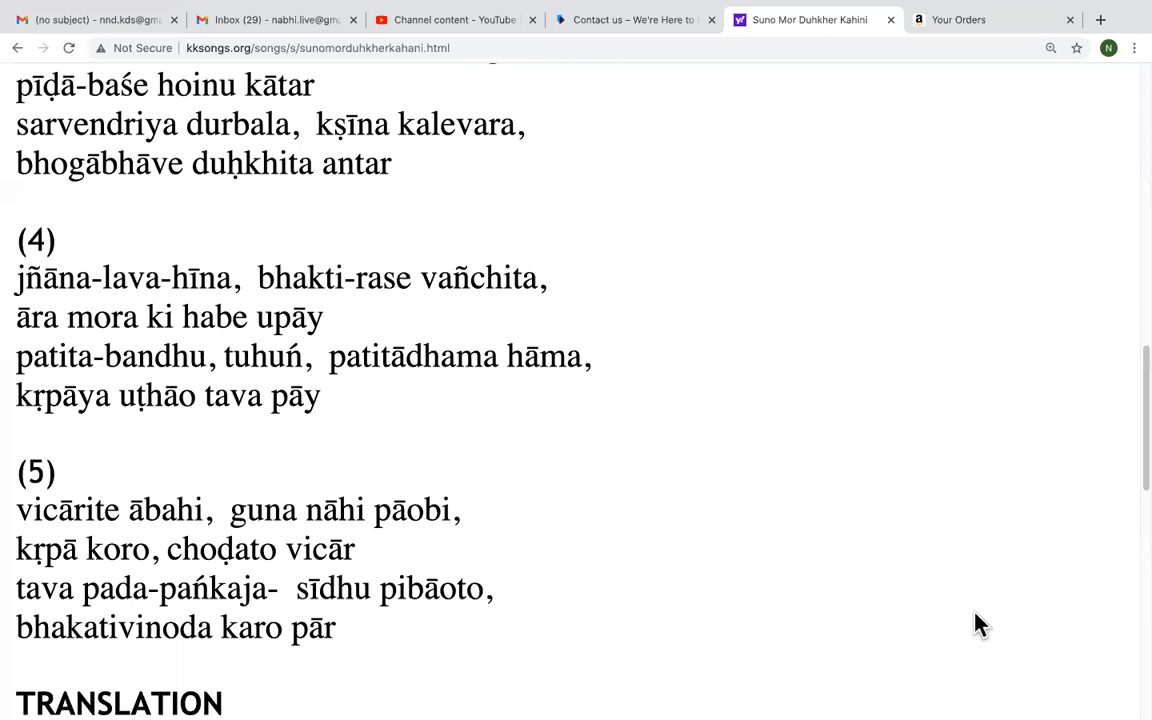 (no subject) - nnd.kds@gma
Inbox (29) - nabhi.live@gma
Channel content - YouTube
Contact us – We're Here to
Suno Mor Duhkher Kahini
Your Orders
Not Secure
kksongs.org/songs/s/sunomorduhkherkahani.html
N
pīḍā-baśe hoinu kātar
sarvendriya durbala, kṣīna kalevara,
bhogābhāve duḥkhita antar
(4)
jñāna-lava-hīna, bhakti-rase vañchita,
āra mora ki habe upāy
patita-bandhu, tuhuń, patitādhama hāma,
kṛpāya uṭhāo tava pāy
(5)
vicārite ābahi, guna nāhi pāobi,
kṛpā koro, choḍato vicār
tava pada-pańkaja- sīdhu pibāoto,
bhakativinoda karo pār
TRANSLATION